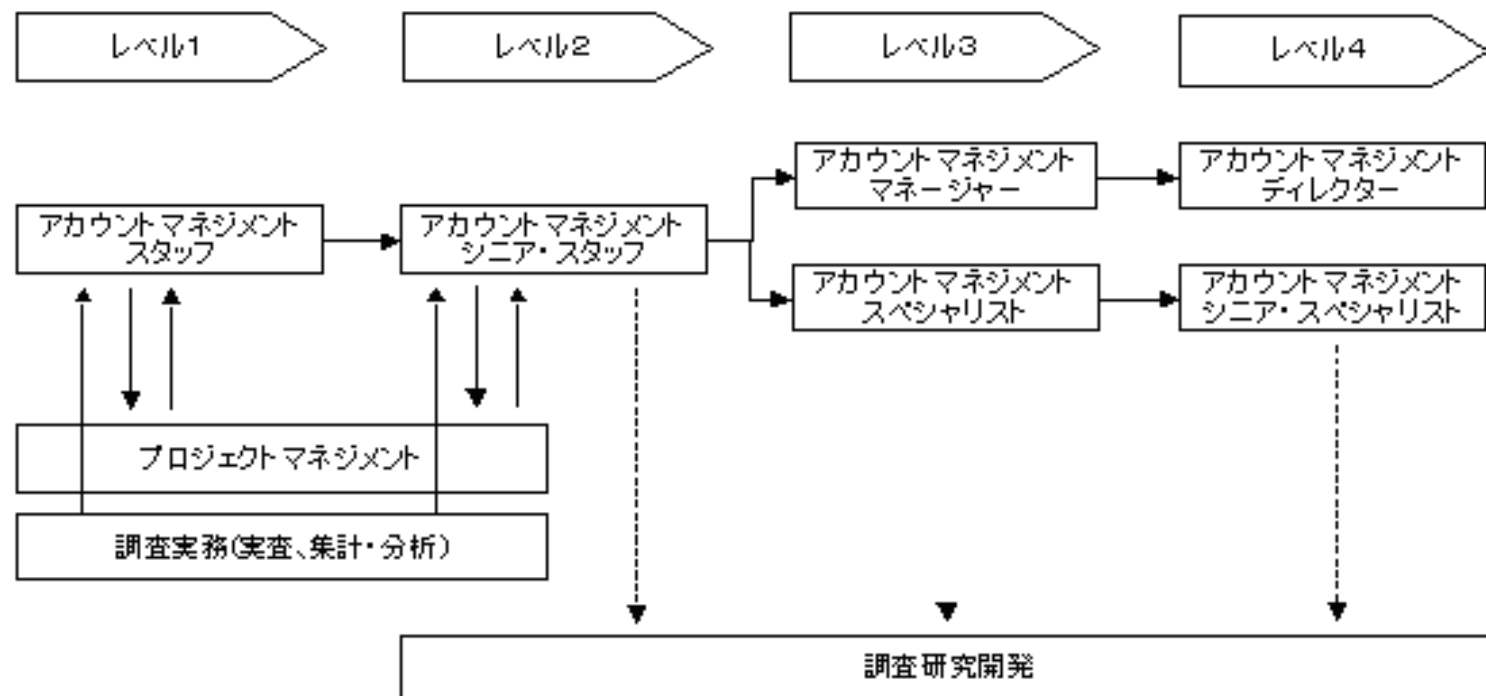 レベル1
レベル2
レベル3
レベル4
アカウントマネジメント
マネージャー
アカウントマネジメント
ディレクター
アカウントマネジメント
スタッフ
アカウントマネジメント
シニア・スタッフ
アカウントマネジメント
スペシャリスト
アカウントマネジメント
シニア・スペシャリスト
プロジェクトマネジメント
調査実務(実査、集計・分析)
調査研究開発